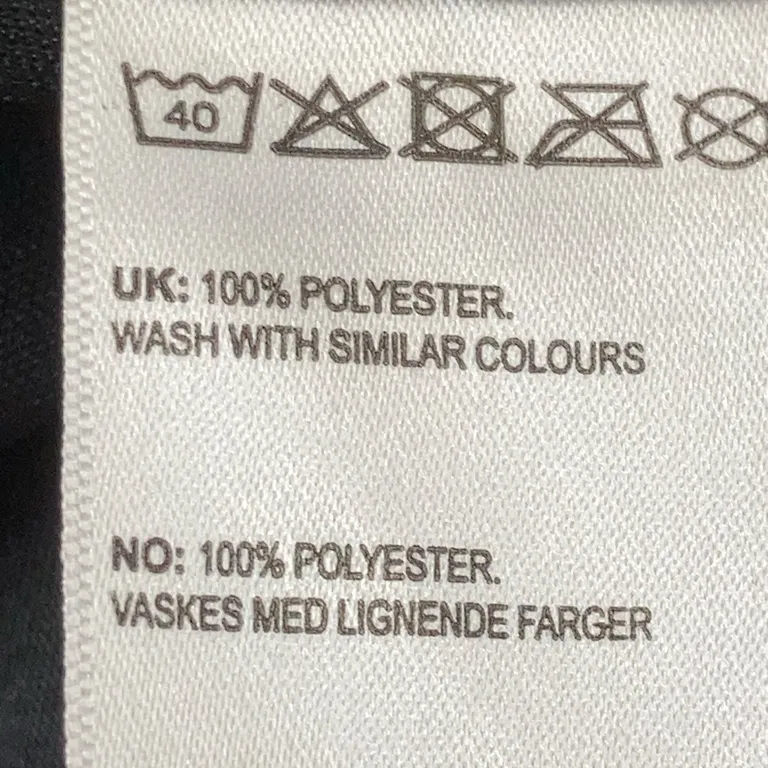 40
UK: 100% POLYESTER.
WASH WITH SIMILAR COLOURS
NO: 100% POLYESTER.
VASKES MED LIGNENDE FARGER